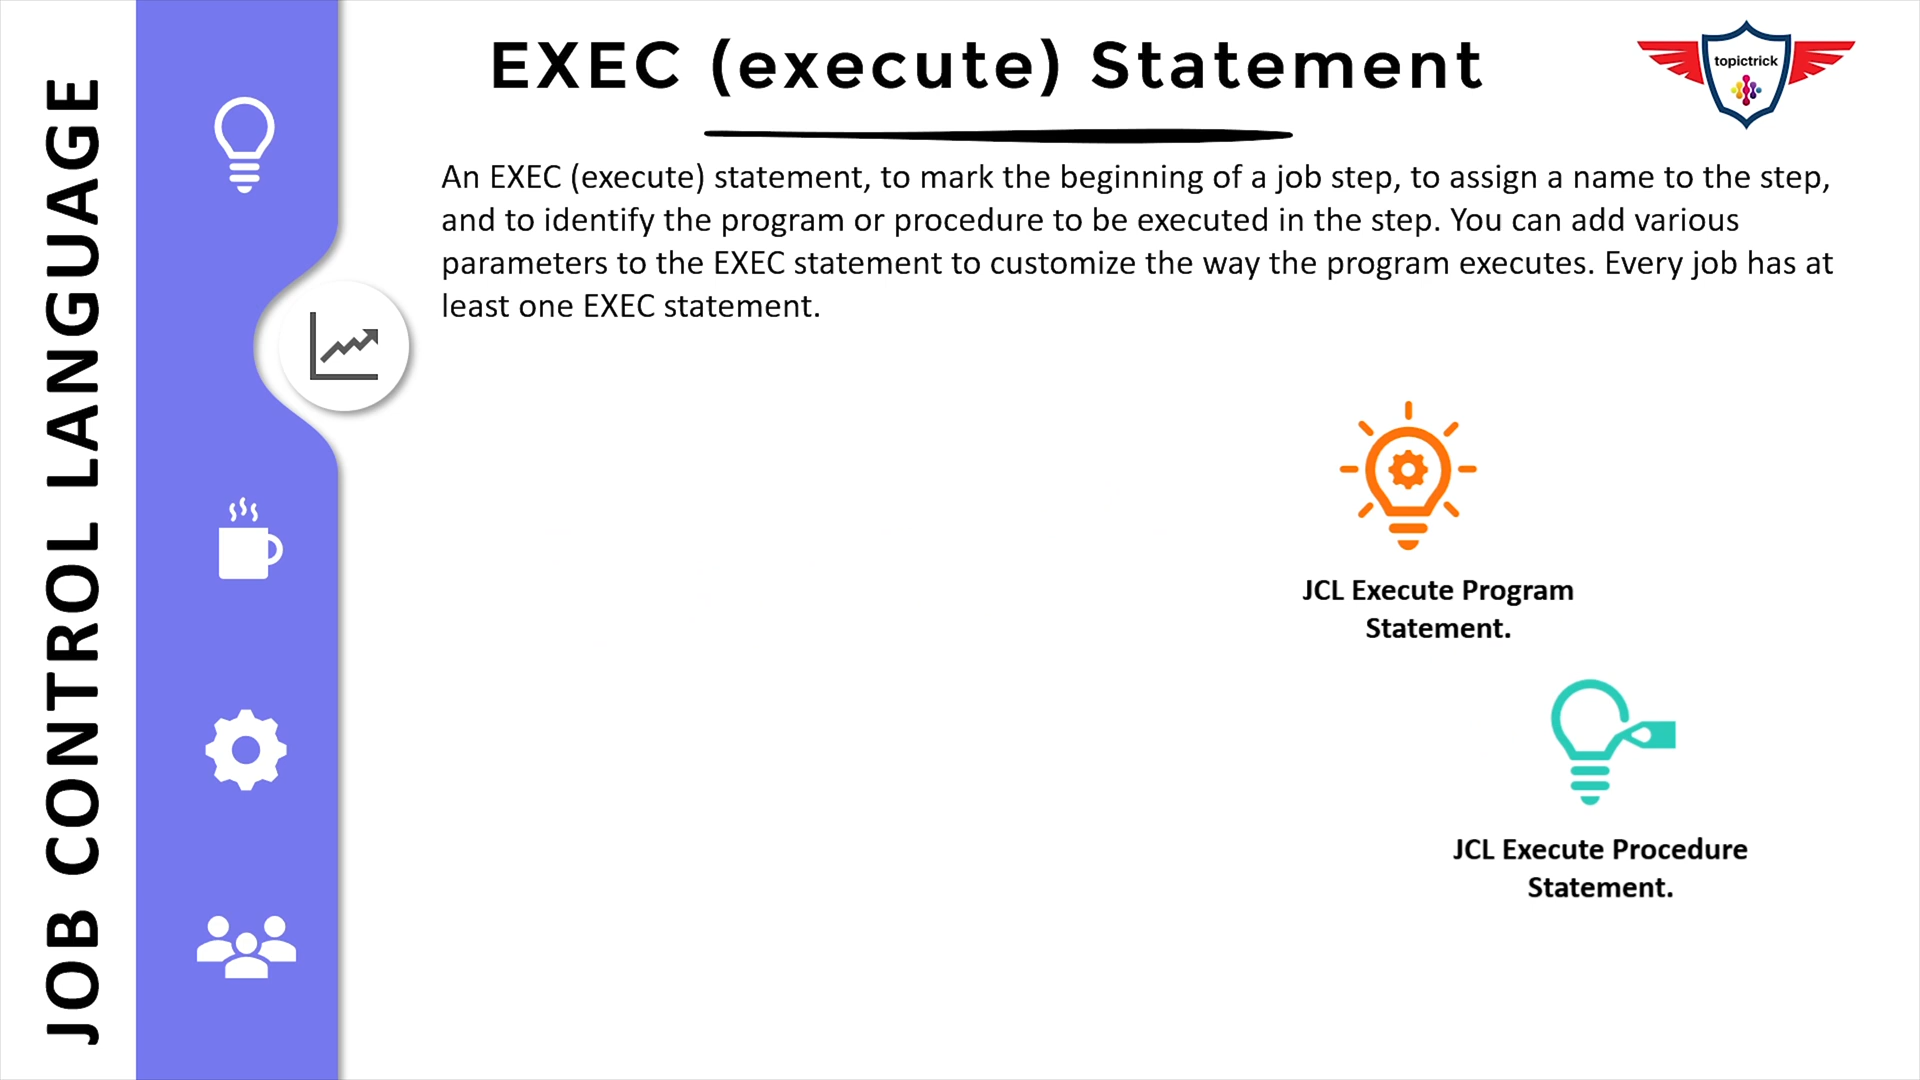 JOB CONTROL LANGUAGE
EXEC (execute) Statement
topictrick
An EXEC (execute) statement, to mark the beginning of a job step, to assign a name to the step,
and to identify the program or procedure to be executed in the step. You can add various
parameters to the EXEC statement to customize the way the program executes. Every job has at
least one EXEC statement.
JCL Execute Program
Statement.
JCL Execute Procedure
Statement.